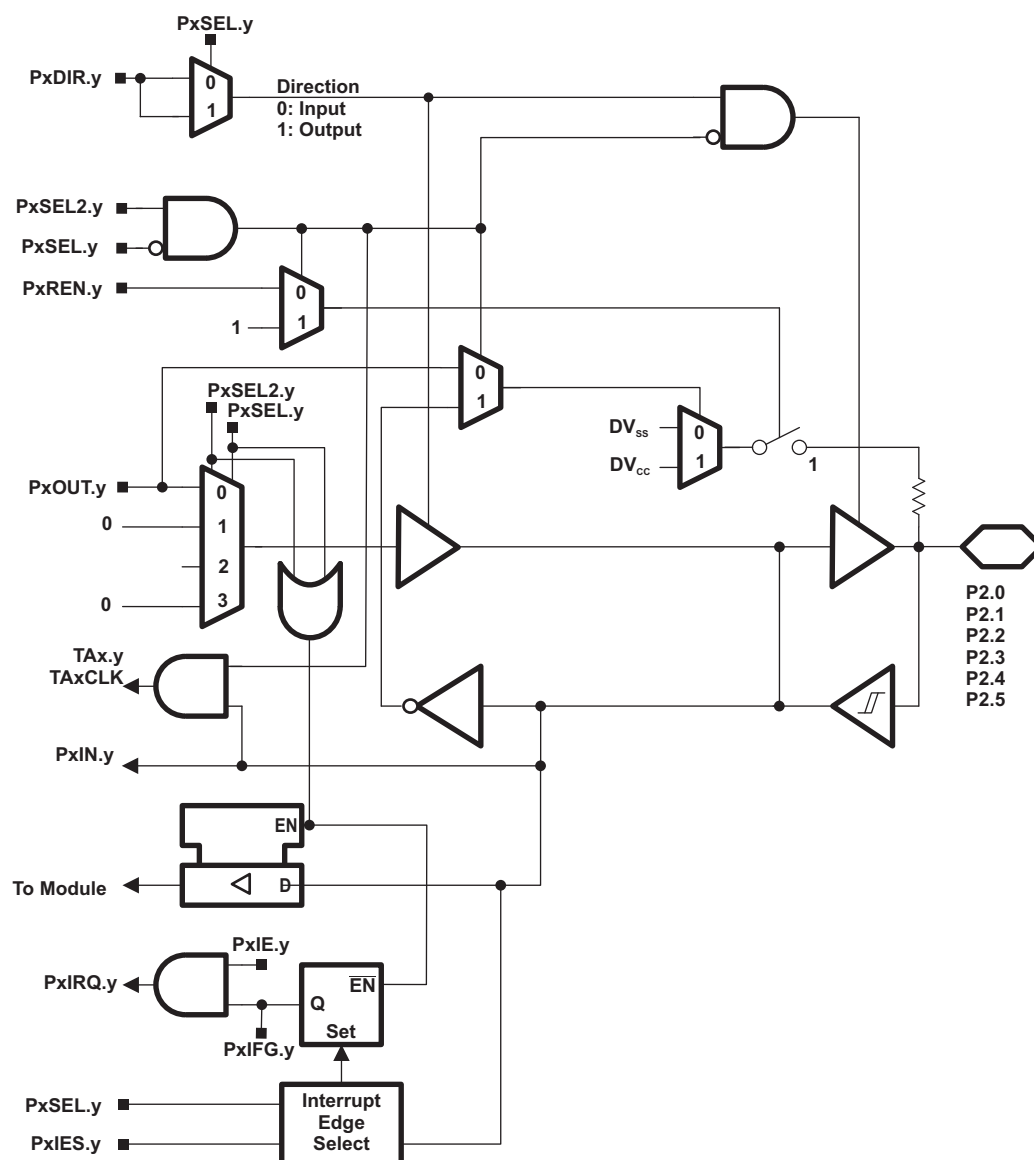 PxSEL.y
PxDIR.y
0
1
Direction
0: Input
1: Output
PxSEL2.y
PxSEL.y
PxREN.y
0
1
1
0
1
PxSEL2.y
PxSEL.y
DVSS
DVCC
0
1
1
PxOUT.y
0
0
1
2
0
3
P2.0
P2.1
P2.2
P2.3
P2.4
P2.5
TAx.y
TAxCLK
PxIN.y
EN
To Module
D
PxIE.y
PxIRQ.y
EN
Q
Set
PxIFG.y
PxSEL.y
PxIES.y
Interrupt
Edge
Select